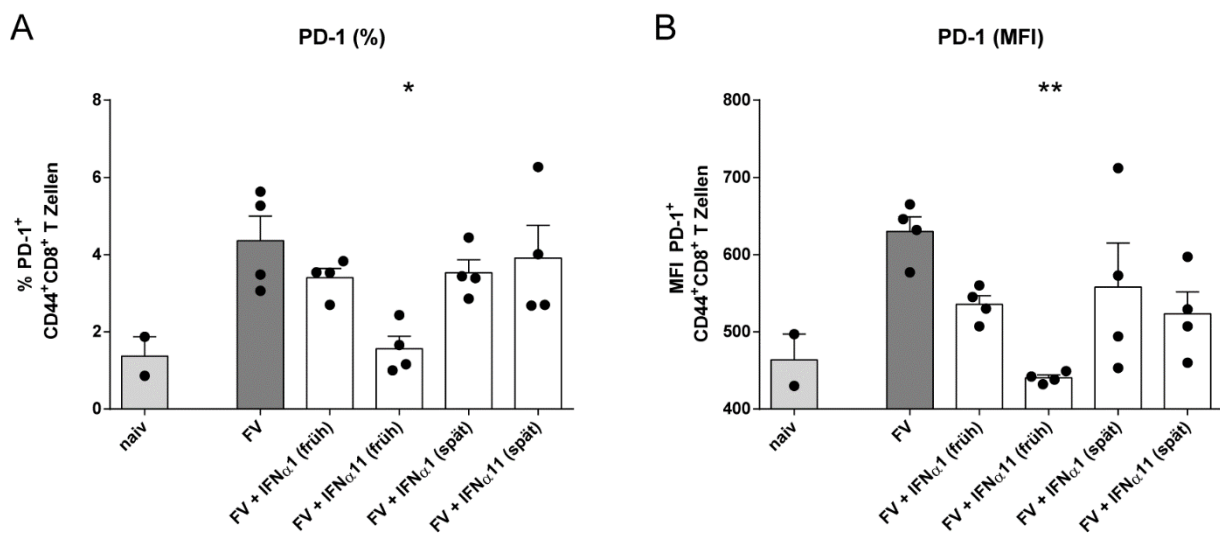 A
PD-1 (%)
*
% PD-1⁺
CD44⁺CD8⁺ T Zellen
8
6
4
2
0
naiv
FV
FV + IFNα1 (früh)
FV + IFNα11 (früh)
FV + IFNα1 (spät)
FV + IFNα11 (spät)
B
PD-1 (MFI)
**
MFI PD-1⁺
CD44⁺CD8⁺ T Zellen
800
700
600
500
400
naiv
FV
FV + IFNα1 (früh)
FV + IFNα11 (früh)
FV + IFNα1 (spät)
FV + IFNα11 (spät)